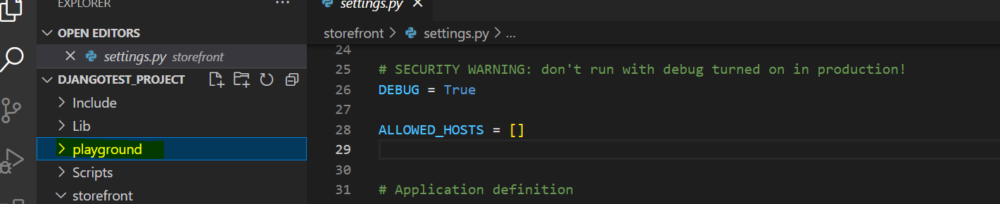 EXPLORER ...
OPEN EDITORS
settings.py storefront
DJANGOTEST_PROJECT
Include
Lib
playground
Scripts
storefront
settings.py
storefront > settings.py > ...
24
25 # SECURITY WARNING: don't run with debug turned on in production!
26 DEBUG = True
27
28 ALLOWED_HOSTS = []
29
30
31 # Application definition